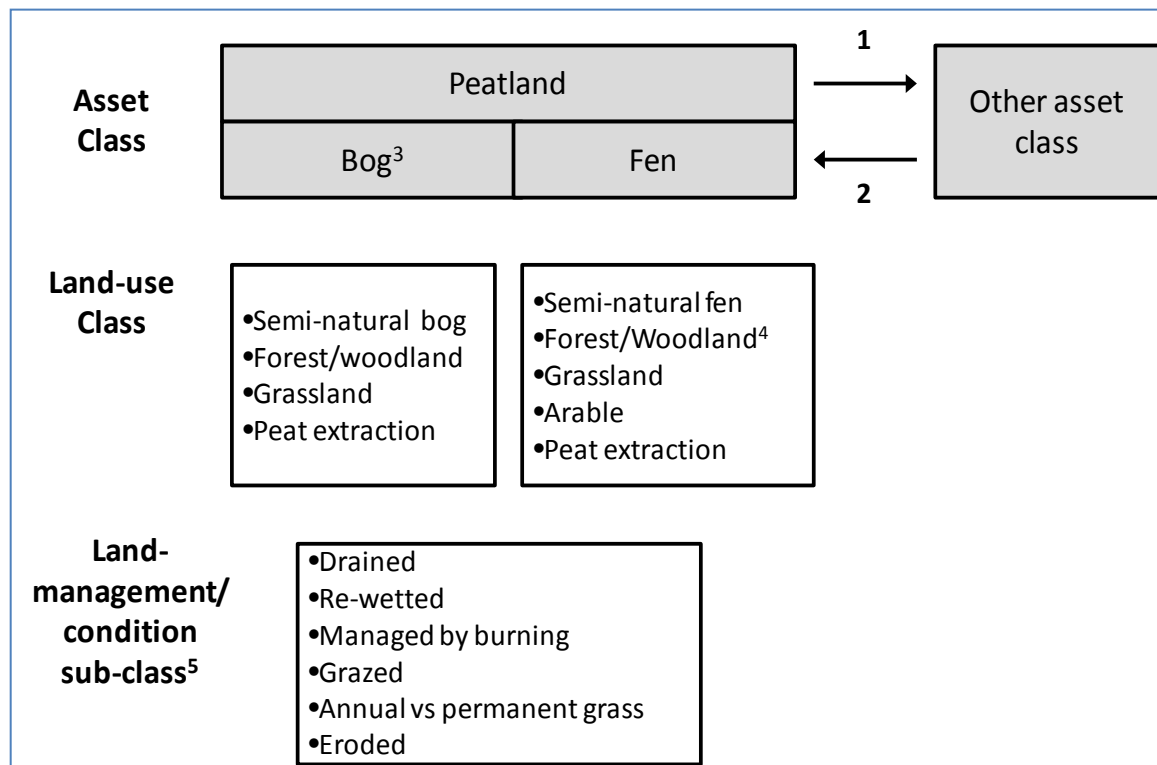 Asset
Class
Peatland
Bog³
Fen
1
2
Other asset
class
Land-use
Class
•Semi-natural bog
•Forest/woodland
•Grassland
•Peat extraction
•Semi-natural fen
•Forest/Woodland⁴
•Grassland
•Arable
•Peat extraction
Land-
management/
condition
sub-class⁵
•Drained
•Re-wetted
•Managed by burning
•Grazed
•Annual vs permanent grass
•Eroded